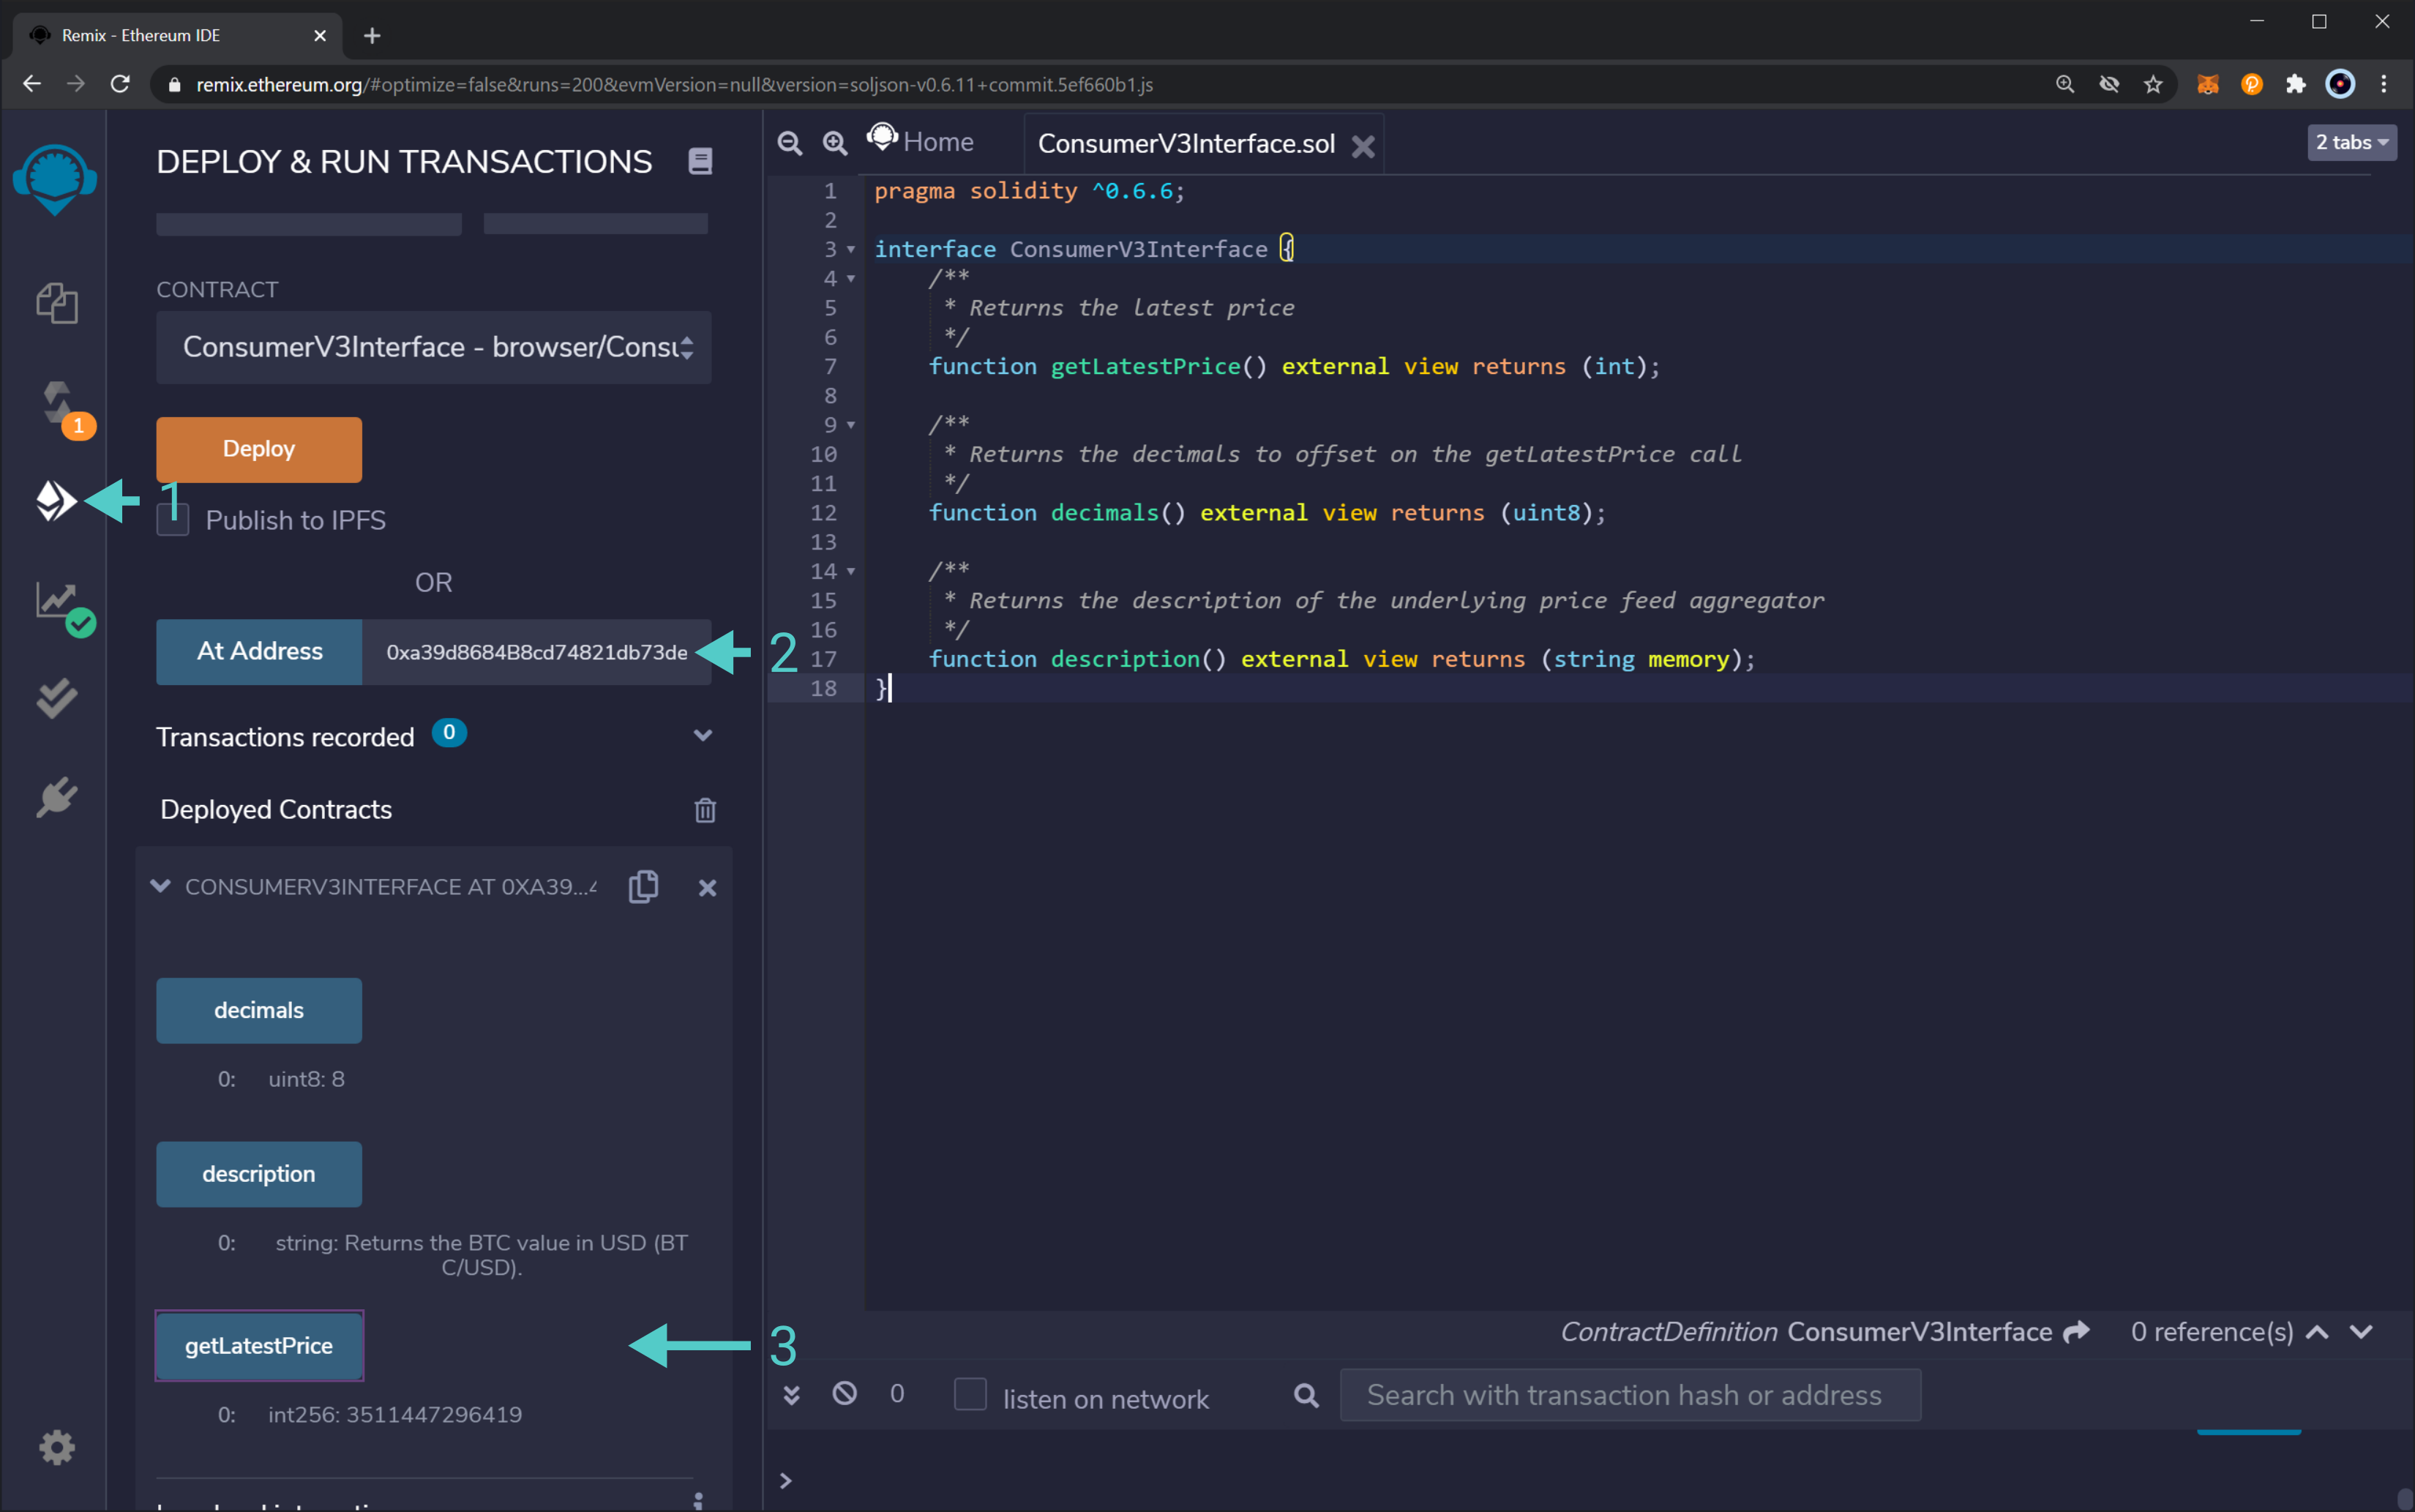 Remix - Ethereum IDE
remix.ethereum.org/#optimize=false&runs=200&evmVersion=null&version=soljson-v0.6.11+commit.5ef660b1.js
DEPLOY & RUN TRANSACTIONS
CONTRACT
ConsumerV3Interface - browser/Consu
1
Deploy
1
Publish to IPFS
OR
At Address 0xa39d8684B8cd74821db73de
2
Transactions recorded 0
Deployed Contracts
CONSUMERV3INTERFACE AT 0XA39...4
decimals
0: uint8: 8
description
0: string: Returns the BTC value in USD (BT
C/USD).
getLatestPrice
3
0: int256: 3511447296419
Home
ConsumerV3Interface.sol
2 tabs
1 pragma solidity ^0.6.6;
2
3 interface ConsumerV3Interface {
4 /**
5 * Returns the latest price
6 */
7 function getLatestPrice() external view returns (int);
8
9 /**
10 * Returns the decimals to offset on the getLatestPrice call
11 */
12 function decimals() external view returns (uint8);
13
14 /**
15 * Returns the description of the underlying price feed aggregator
16 */
17 function description() external view returns (string memory);
18 }
ContractDefinition ConsumerV3Interface 0 reference(s)
0 listen on network Search with transaction hash or address
>